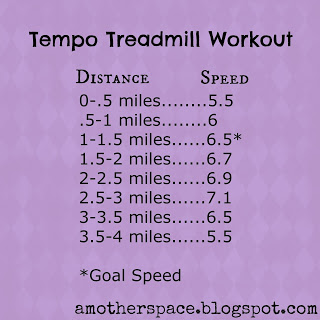 Tempo Treadmill Workout
Distance Speed
0-.5 miles........5.5
.5-1 miles........6
1-1.5 miles......6.5*
1.5-2 miles......6.7
2-2.5 miles......6.9
2.5-3 miles......7.1
3-3.5 miles......6.5
3.5-4 miles......5.5
*Goal Speed
amotherspace.blogspot.com